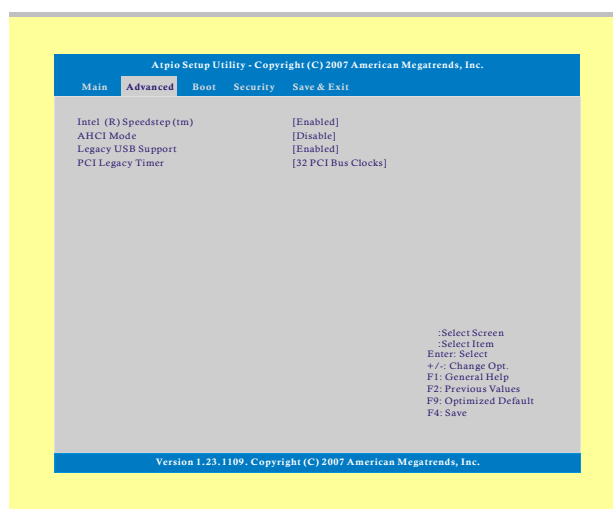 Atpio Setup Utility - Copyright (C) 2007 American Megatrends, Inc.
Main Advanced Boot Security Save & Exit
Intel (R) Speedstep (tm) [Enabled]
AHCI Mode [Disable]
Legacy USB Support [Enabled]
PCI Legacy Timer [32 PCI Bus Clocks]
:Select Screen
:Select Item
Enter: Select
+/-: Change Opt.
F1: General Help
F2: Previous Values
F9: Optimized Default
F4: Save
Version 1.23.1109. Copyright (C) 2007 American Megatrends, Inc.